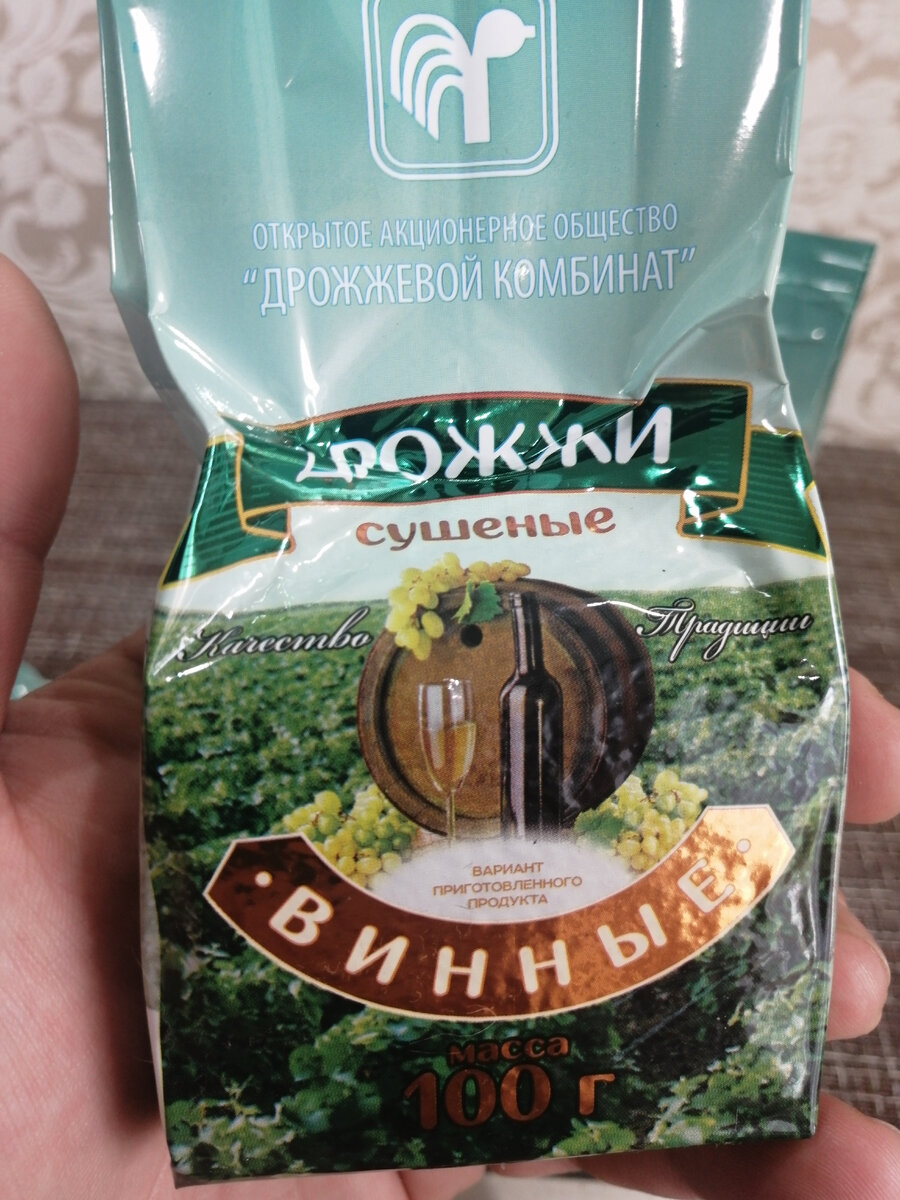 ОТКРЫТОЕ АКЦИОНЕРНОЕ ОБЩЕСТВО
"ДРОЖЖЕВОЙ КОМБИНАТ"
ДРОЖЖИ
сушеные
Качество
Традиции
ВАРИАНТ
ПРИГОТОВЛЕННОГО
ПРОДУКТА
• ВИННЫЕ •
масса
100 г